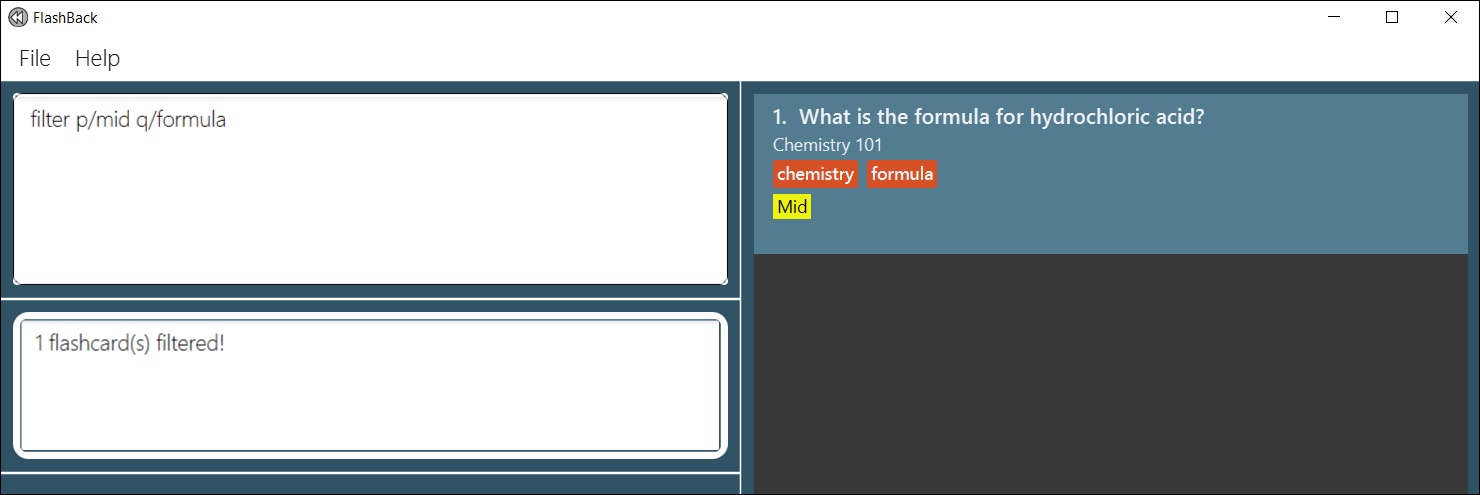 FlashBack
File Help
filter p/mid q/formula
1 flashcard(s) filtered!
1. What is the formula for hydrochloric acid?
Chemistry 101
chemistry formula
Mid